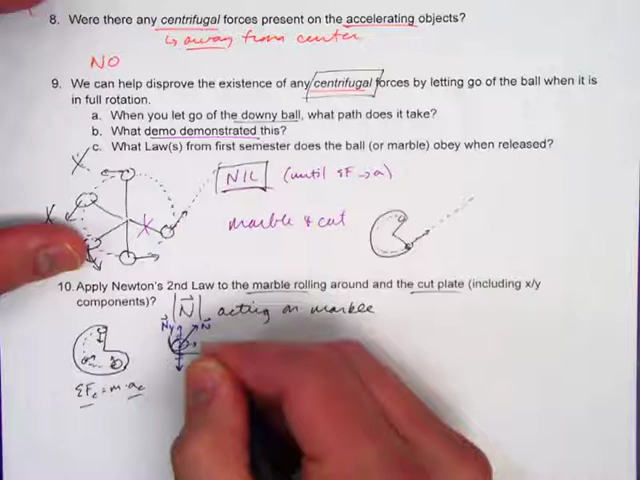 8. Were there any centrifugal forces present on the accelerating objects?
↳ away from center
NO
9. We can help disprove the existence of any centrifugal forces by letting go of the ball when it is
in full rotation.
a. When you let go of the downy ball, what path does it take?
b. What demo demonstrated this?
c. What Law(s) from first semester does the ball (or marble) obey when released?
N1L (until ΣF → a)
marble & cut
10. Apply Newton's 2nd Law to the marble rolling around and the cut plate (including x/y
components)? |N⃗| acting on marble
N⃗y N⃗
ΣFc = m·ac